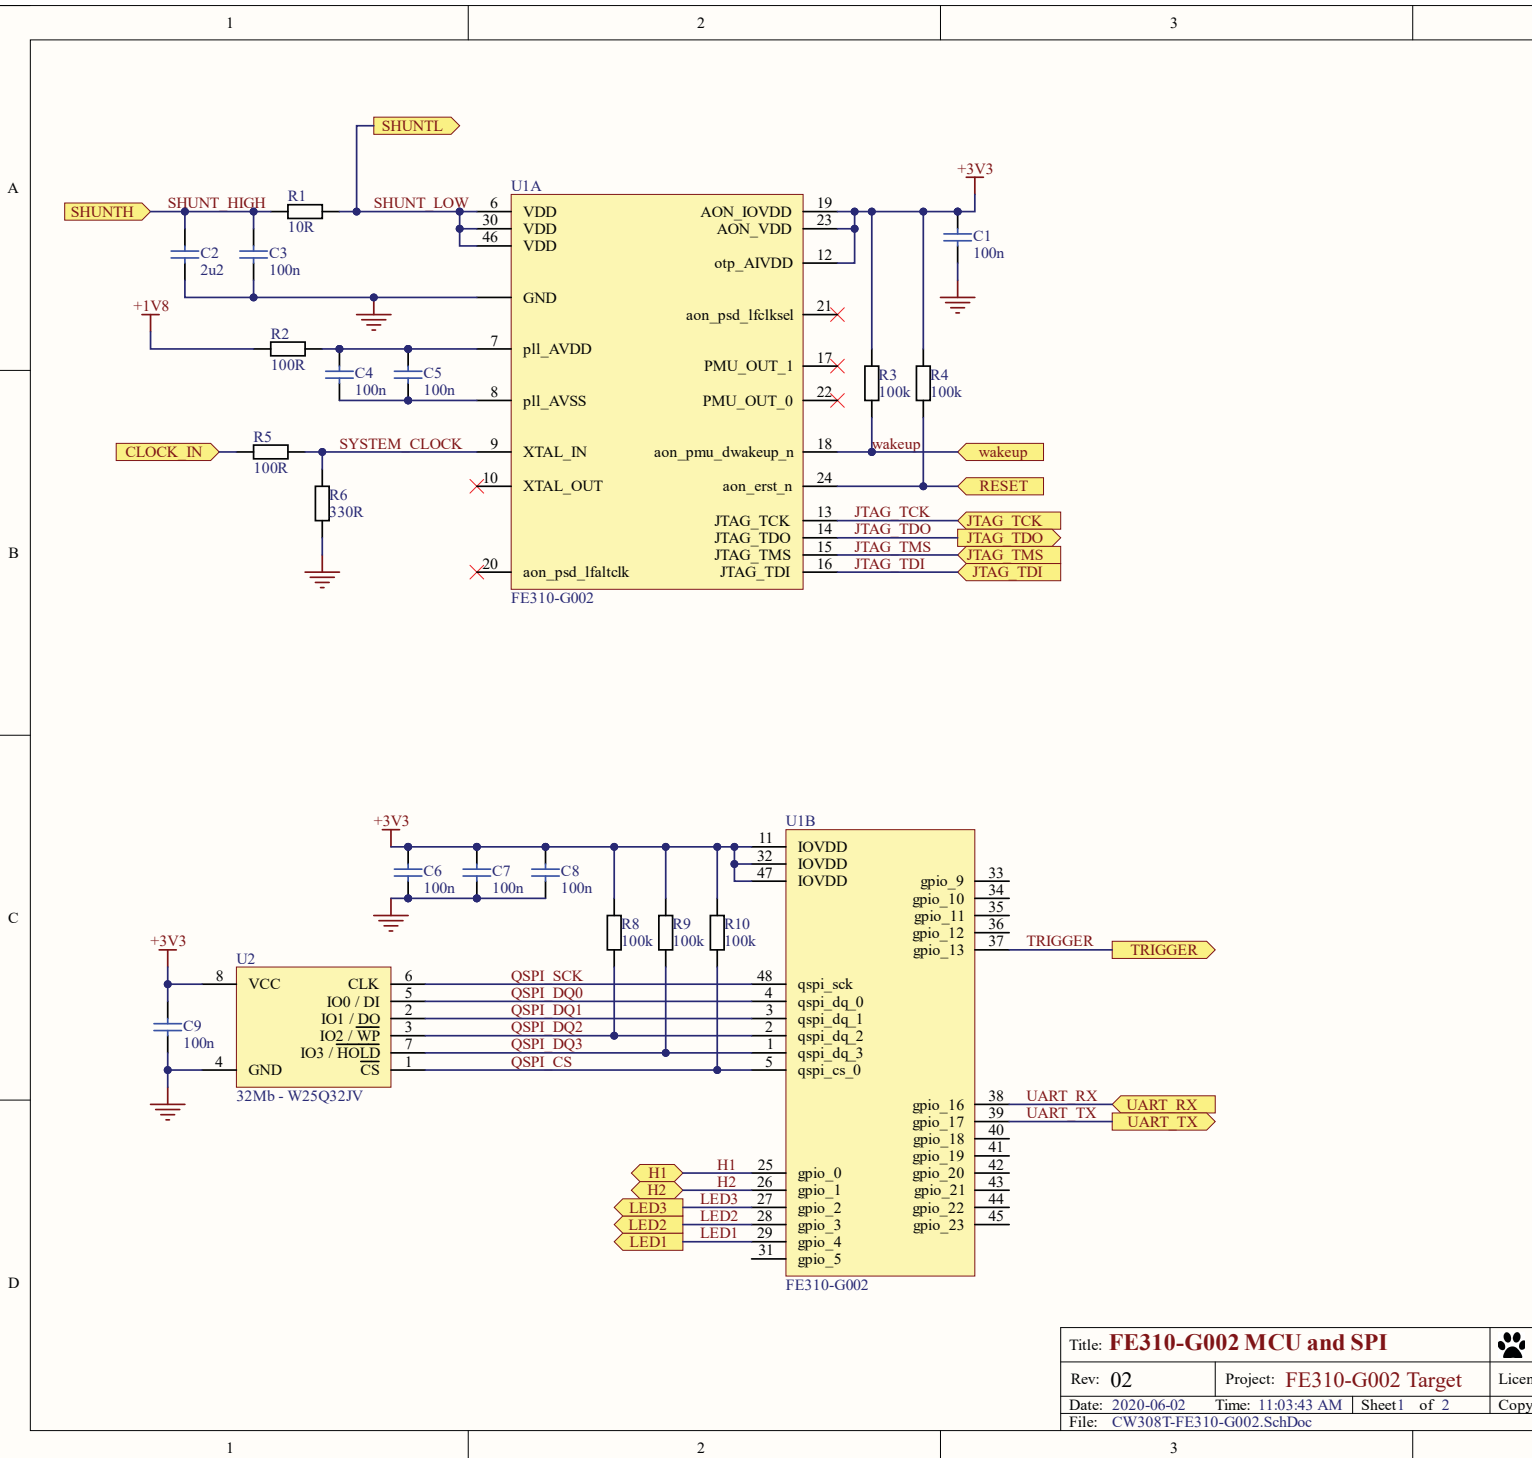 1 2 3
A
B
C
D
SHUNTL
SHUNTH
SHUNT_HIGH
R1
10R
SHUNT_LOW
C2
2u2
C3
100n
+1V8
R2
100R
C4
100n
C5
100n
CLOCK_IN
R5
100R
SYSTEM_CLOCK
R6
330R
U1A
6 VDD
30 VDD
46 VDD
GND
7 pll_AVDD
8 pll_AVSS
9 XTAL_IN
10 XTAL_OUT
20 aon_psd_lfaltclk
AON_IOVDD 19
AON_VDD 23
otp_AIVDD 12
aon_psd_lfclksel 21
PMU_OUT_1 17
PMU_OUT_0 22
aon_pmu_dwakeup_n 18 wakeup wakeup
aon_erst_n 24 RESET
JTAG_TCK 13 JTAG_TCK JTAG_TCK
JTAG_TDO 14 JTAG_TDO JTAG_TDO
JTAG_TMS 15 JTAG_TMS JTAG_TMS
JTAG_TDI 16 JTAG_TDI JTAG_TDI
FE310-G002
+3V3
C1
100n
R3
100k
R4
100k
+3V3
C6
100n
C7
100n
C8
100n
R8
100k
R9
100k
R10
100k
+3V3
C9
100n
U2
8 VCC
4 GND
CLK 6 QSPI_SCK
IO0 / DI 5 QSPI_DQ0
IO1 / DO 2 QSPI_DQ1
IO2 / WP 3 QSPI_DQ2
IO3 / HOLD 7 QSPI_DQ3
CS 1 QSPI_CS
32Mb - W25Q32JV
U1B
11 IOVDD
32 IOVDD
47 IOVDD
48 qspi_sck
4 qspi_dq_0
3 qspi_dq_1
2 qspi_dq_2
1 qspi_dq_3
5 qspi_cs_0
H1 H1 25 gpio_0
H2 H2 26 gpio_1
LED3 LED3 27 gpio_2
LED2 LED2 28 gpio_3
LED1 LED1 29 gpio_4
31 gpio_5
gpio_9 33
gpio_10 34
gpio_11 35
gpio_12 36
gpio_13 37 TRIGGER TRIGGER
gpio_16 38 UART_RX UART_RX
gpio_17 39 UART_TX UART_TX
gpio_18 40
gpio_19 41
gpio_20 42
gpio_21 43
gpio_22 44
gpio_23 45
FE310-G002
Title: FE310-G002 MCU and SPI
Rev: 02 Project: FE310-G002 Target Licen
Date: 2020-06-02 Time: 11:03:43 AM Sheet1 of 2 Copy
File: CW308T-FE310-G002.SchDoc
1 2 3